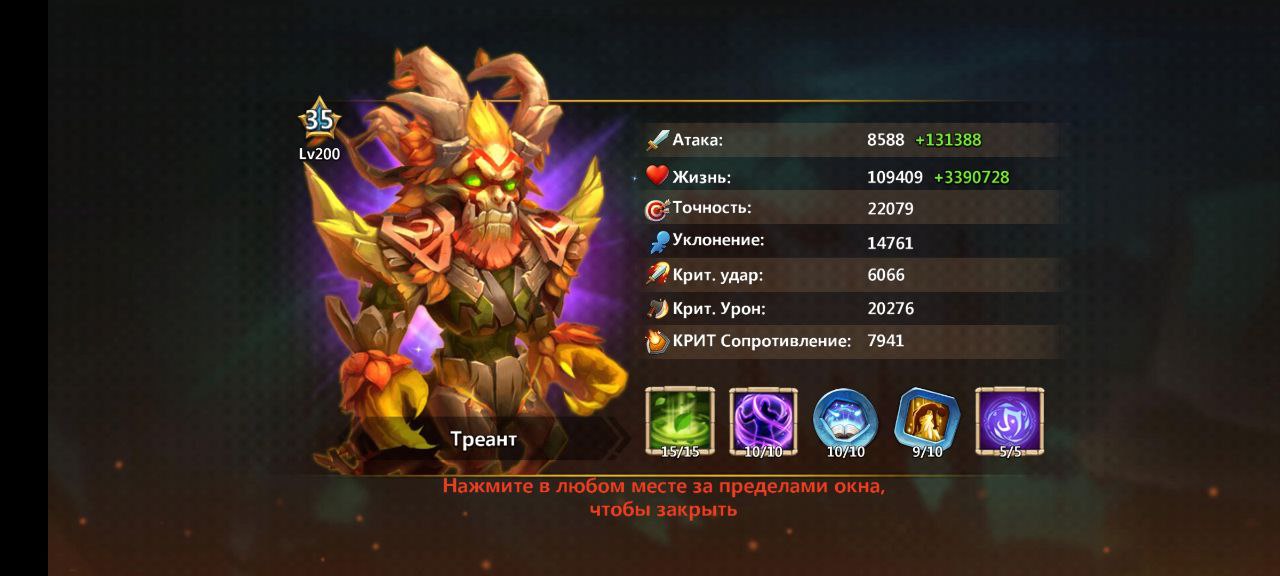 35
Lv200
Атака: 8588 +131388
Жизнь: 109409 +3390728
Точность: 22079
Уклонение: 14761
Крит. удар: 6066
Крит. Урон: 20276
КРИТ Сопротивление: 7941
Треант
15/15 10/10 10/10 9/10 5/5
Нажмите в любом месте за пределами окна,
чтобы закрыть